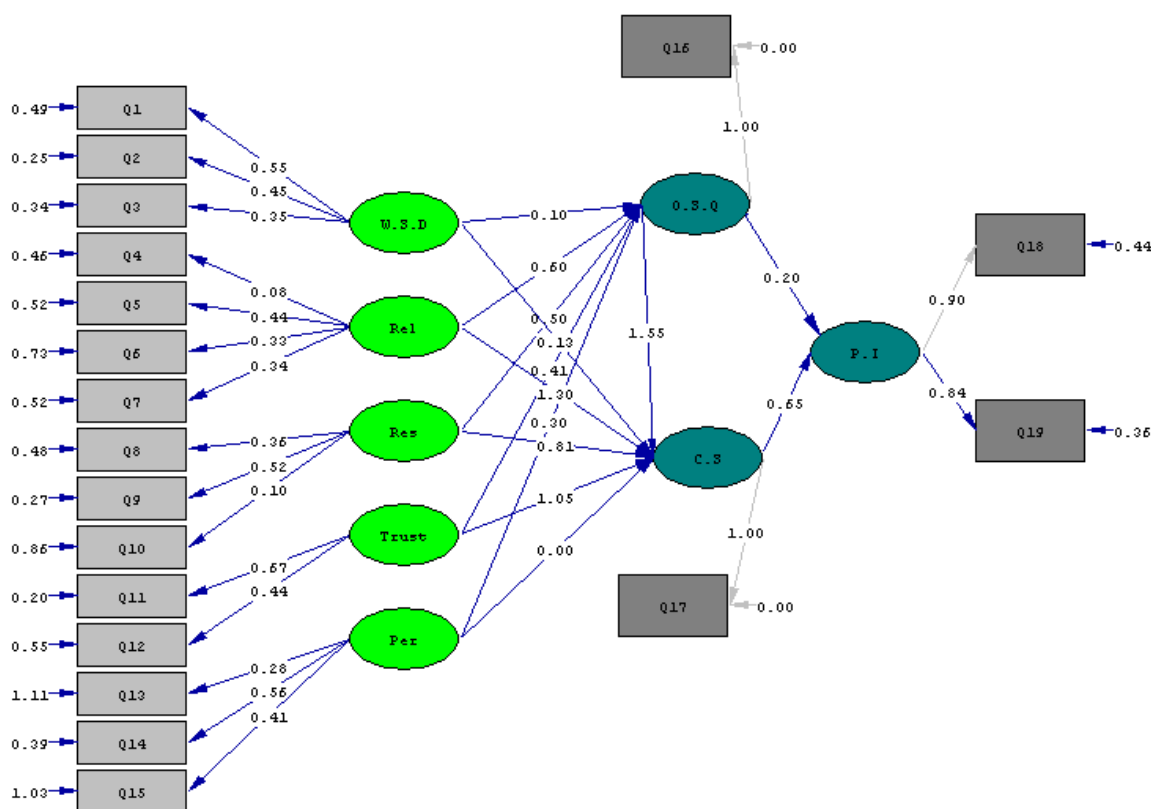 Q16
0.00
1.00
0.49
Q1
0.25
Q2
0.34
Q3
0.46
Q4
0.52
Q5
0.73
Q6
0.52
Q7
0.48
Q8
0.27
Q9
0.86
Q10
0.20
Q11
0.55
Q12
1.11
Q13
0.39
Q14
1.03
Q15
0.55
0.45
0.35
0.08
0.44
0.33
0.34
0.36
0.52
0.10
0.67
0.44
0.28
0.56
0.41
W.S.D
Rel
Res
Trust
Per
0.10
0.60
0.50
0.13
0.41
1.30
0.30
0.81
1.05
0.00
O.S.Q
1.55
C.S
0.20
0.65
P.I
1.00
Q17
0.00
0.90
0.84
Q18
0.44
Q19
0.36